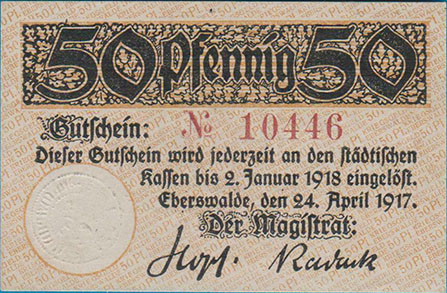 50 Pfennig 50
Gutschein: № 10446
Dieser Gutschein wird jederzeit an den städtischen
Kassen bis 2. Januar 1918 eingelöst.
Eberswalde, den 24. April 1917.
Der Magistrat: